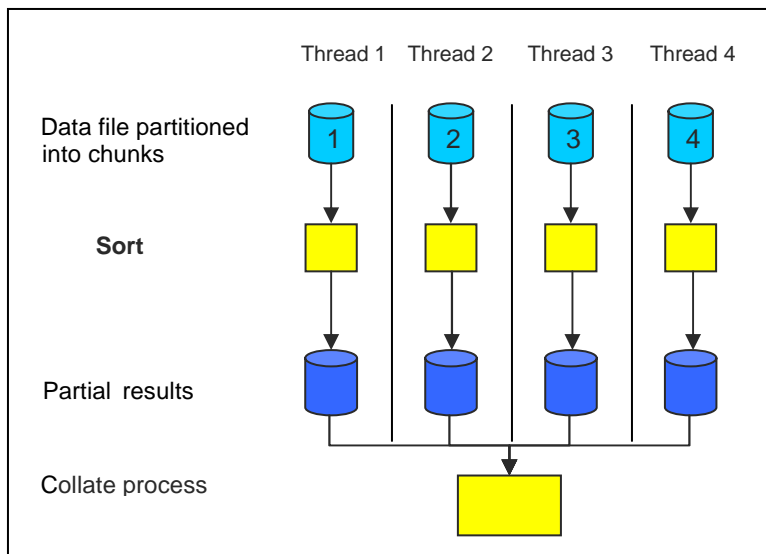 Thread 1 Thread 2 Thread 3 Thread 4
Data file partitioned
into chunks
1 2 3 4
Sort
Partial results
Collate process